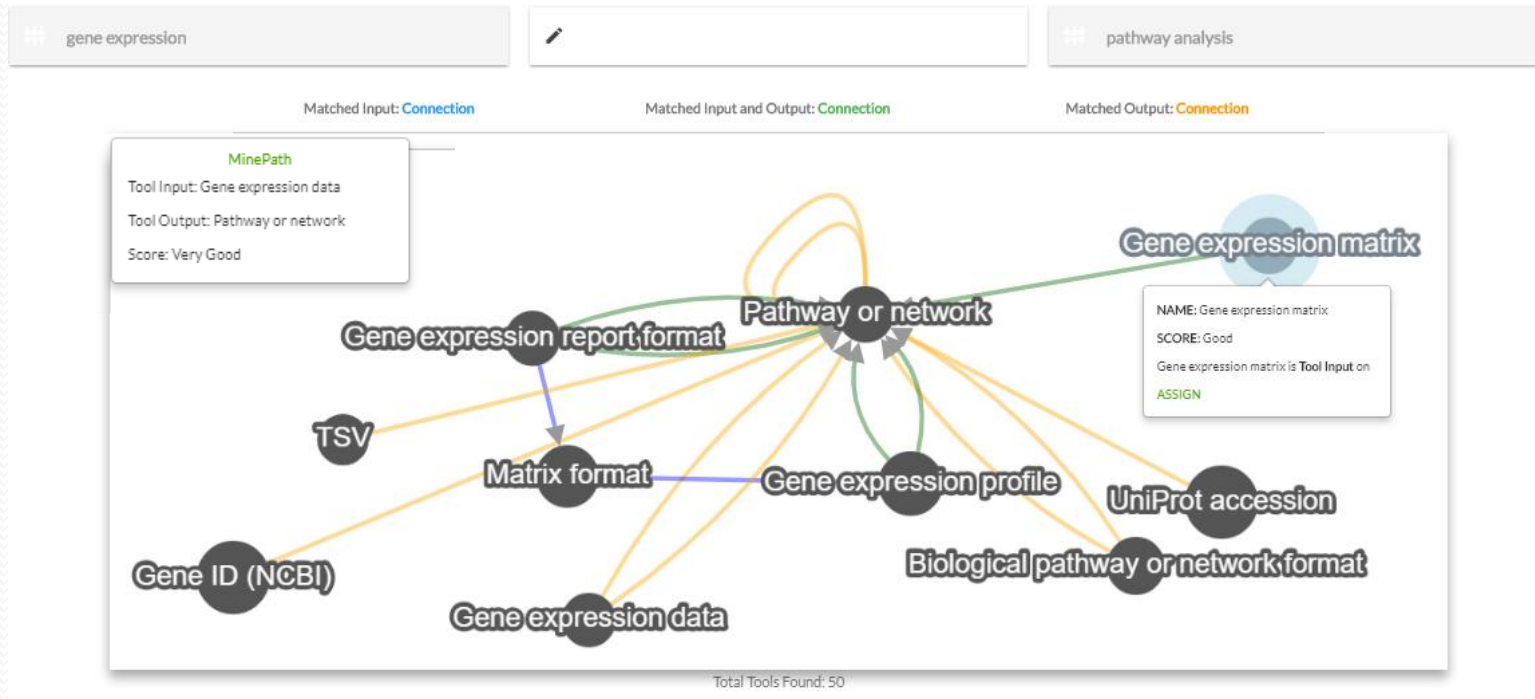 gene expression
pathway analysis
Matched Input: Connection
Matched Input and Output: Connection
Matched Output: Connection
MinePath
Tool Input: Gene expression data
Tool Output: Pathway or network
Score: Very Good
Gene expression matrix
NAME: Gene expression matrix
SCORE: Good
Gene expression matrix is Tool Input on
ASSIGN
Pathway or network
Gene expression report format
TSV
Matrix format
Gene expression profile
UniProt accession
Biological pathway or network format
Gene ID (NCBI)
Gene expression data
Total Tools Found: 50